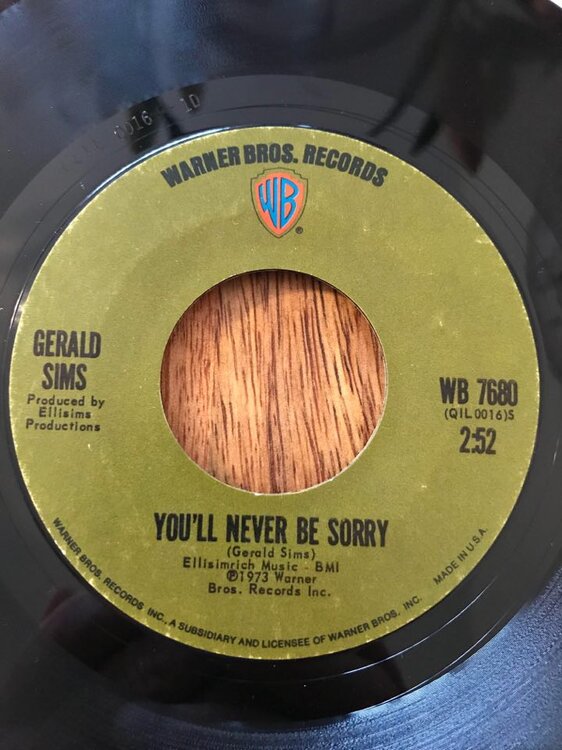 0016 1D
WARNER BROS. RECORDS
WB
®
GERALD
SIMS
Produced by
Ellisims
Productions
WB 7680
(QIL0016)S
2:52
YOU'LL NEVER BE SORRY
(Gerald Sims)
Ellisimrich Music - BMI
℗1973 Warner
Bros. Records Inc.
WARNER BROS. RECORDS INC., A SUBSIDIARY AND LICENSEE OF WARNER BROS. INC. MADE IN U.S.A.